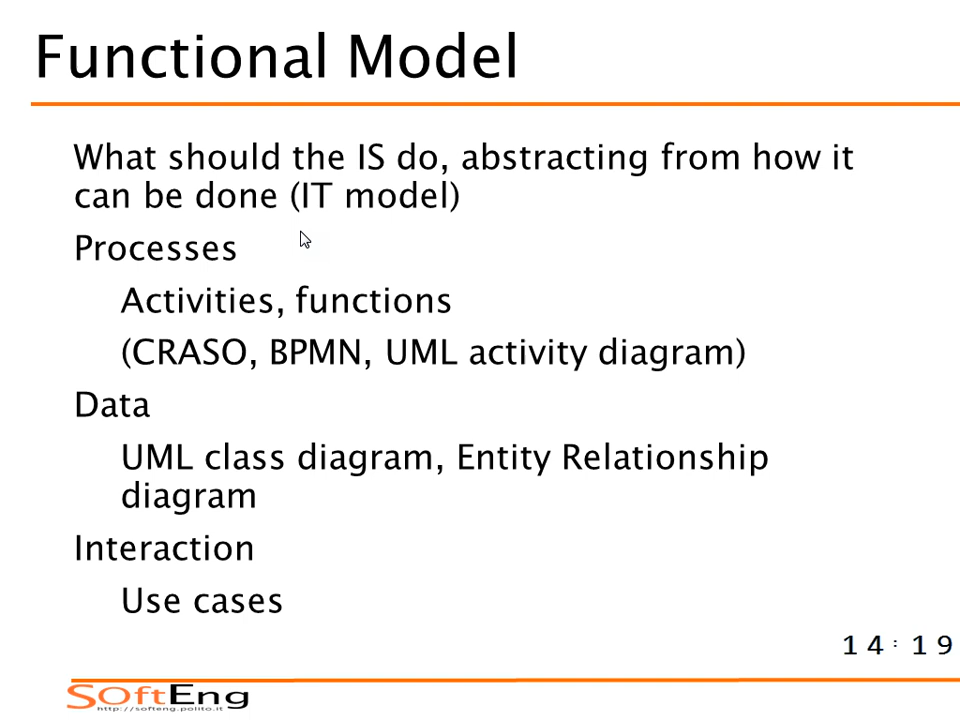 Functional Model
What should the IS do, abstracting from how it
can be done (IT model)
Processes
Activities, functions
(CRASO, BPMN, UML activity diagram)
Data
UML class diagram, Entity Relationship
diagram
Interaction
Use cases
14:19
SOftEng
http://softeng.polito.it